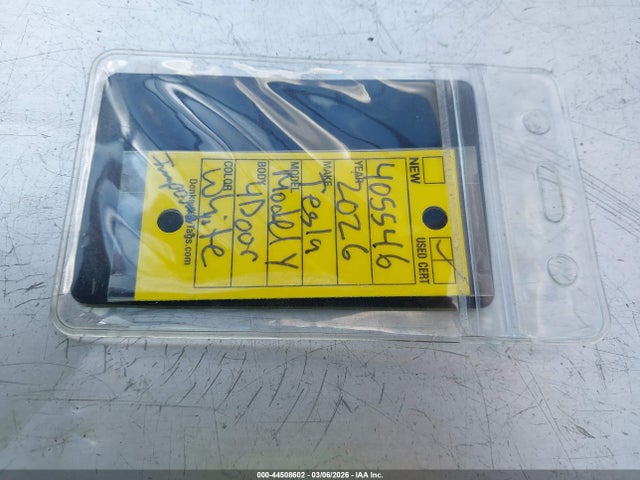 NEW USED CERT
405546
YEAR 2026
MAKE Tesla
MODEL Model Y
BODY 4Door
COLOR White
000-44508602 - 03/06/2026 - IAA Inc.